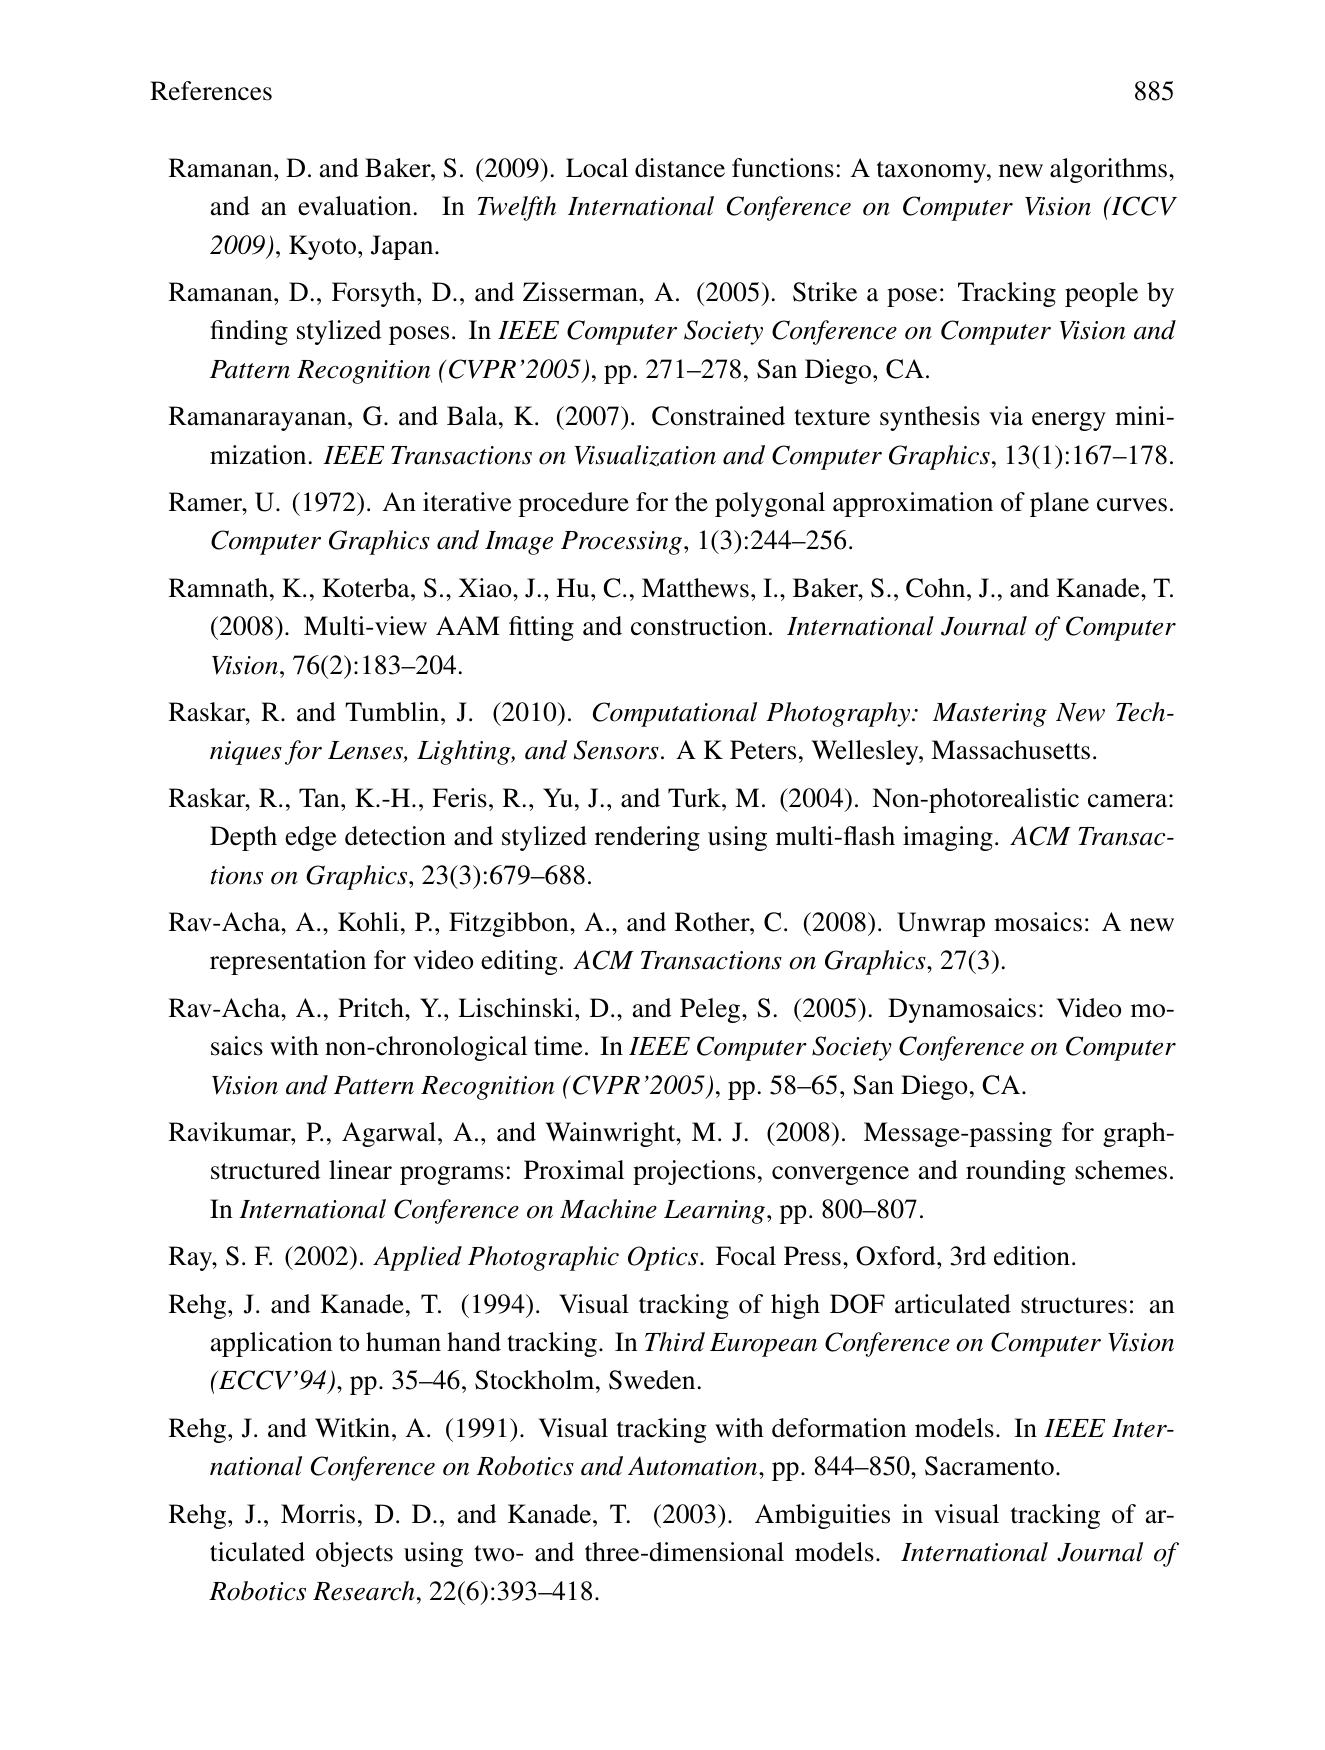 References 885
Ramanan, D. and Baker, S. (2009). Local distance functions: A taxonomy, new algorithms,
and an evaluation. In Twelfth International Conference on Computer Vision (ICCV
2009), Kyoto, Japan.
Ramanan, D., Forsyth, D., and Zisserman, A. (2005). Strike a pose: Tracking people by
finding stylized poses. In IEEE Computer Society Conference on Computer Vision and
Pattern Recognition (CVPR’2005), pp. 271–278, San Diego, CA.
Ramanarayanan, G. and Bala, K. (2007). Constrained texture synthesis via energy mini-
mization. IEEE Transactions on Visualization and Computer Graphics, 13(1):167–178.
Ramer, U. (1972). An iterative procedure for the polygonal approximation of plane curves.
Computer Graphics and Image Processing, 1(3):244–256.
Ramnath, K., Koterba, S., Xiao, J., Hu, C., Matthews, I., Baker, S., Cohn, J., and Kanade, T.
(2008). Multi-view AAM fitting and construction. International Journal of Computer
Vision, 76(2):183–204.
Raskar, R. and Tumblin, J. (2010). Computational Photography: Mastering New Tech-
niques for Lenses, Lighting, and Sensors. A K Peters, Wellesley, Massachusetts.
Raskar, R., Tan, K.-H., Feris, R., Yu, J., and Turk, M. (2004). Non-photorealistic camera:
Depth edge detection and stylized rendering using multi-flash imaging. ACM Transac-
tions on Graphics, 23(3):679–688.
Rav-Acha, A., Kohli, P., Fitzgibbon, A., and Rother, C. (2008). Unwrap mosaics: A new
representation for video editing. ACM Transactions on Graphics, 27(3).
Rav-Acha, A., Pritch, Y., Lischinski, D., and Peleg, S. (2005). Dynamosaics: Video mo-
saics with non-chronological time. In IEEE Computer Society Conference on Computer
Vision and Pattern Recognition (CVPR’2005), pp. 58–65, San Diego, CA.
Ravikumar, P., Agarwal, A., and Wainwright, M. J. (2008). Message-passing for graph-
structured linear programs: Proximal projections, convergence and rounding schemes.
In International Conference on Machine Learning, pp. 800–807.
Ray, S. F. (2002). Applied Photographic Optics. Focal Press, Oxford, 3rd edition.
Rehg, J. and Kanade, T. (1994). Visual tracking of high DOF articulated structures: an
application to human hand tracking. In Third European Conference on Computer Vision
(ECCV’94), pp. 35–46, Stockholm, Sweden.
Rehg, J. and Witkin, A. (1991). Visual tracking with deformation models. In IEEE Inter-
national Conference on Robotics and Automation, pp. 844–850, Sacramento.
Rehg, J., Morris, D. D., and Kanade, T. (2003). Ambiguities in visual tracking of ar-
ticulated objects using two- and three-dimensional models. International Journal of
Robotics Research, 22(6):393–418.